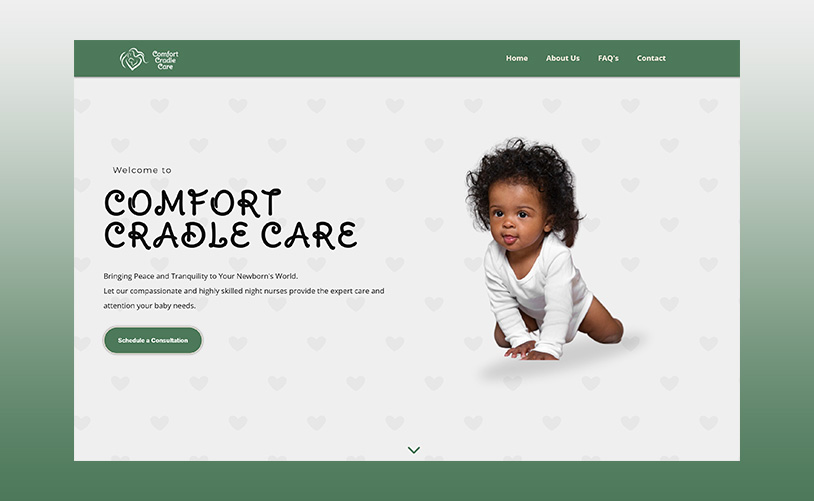 Comfort
Cradle
Care
Home About Us FAQ's Contact
Welcome to
COMFORT
CRADLE CARE
Bringing Peace and Tranquility to Your Newborn's World.
Let our compassionate and highly skilled night nurses provide the expert care and
attention your baby needs.
Schedule a Consultation